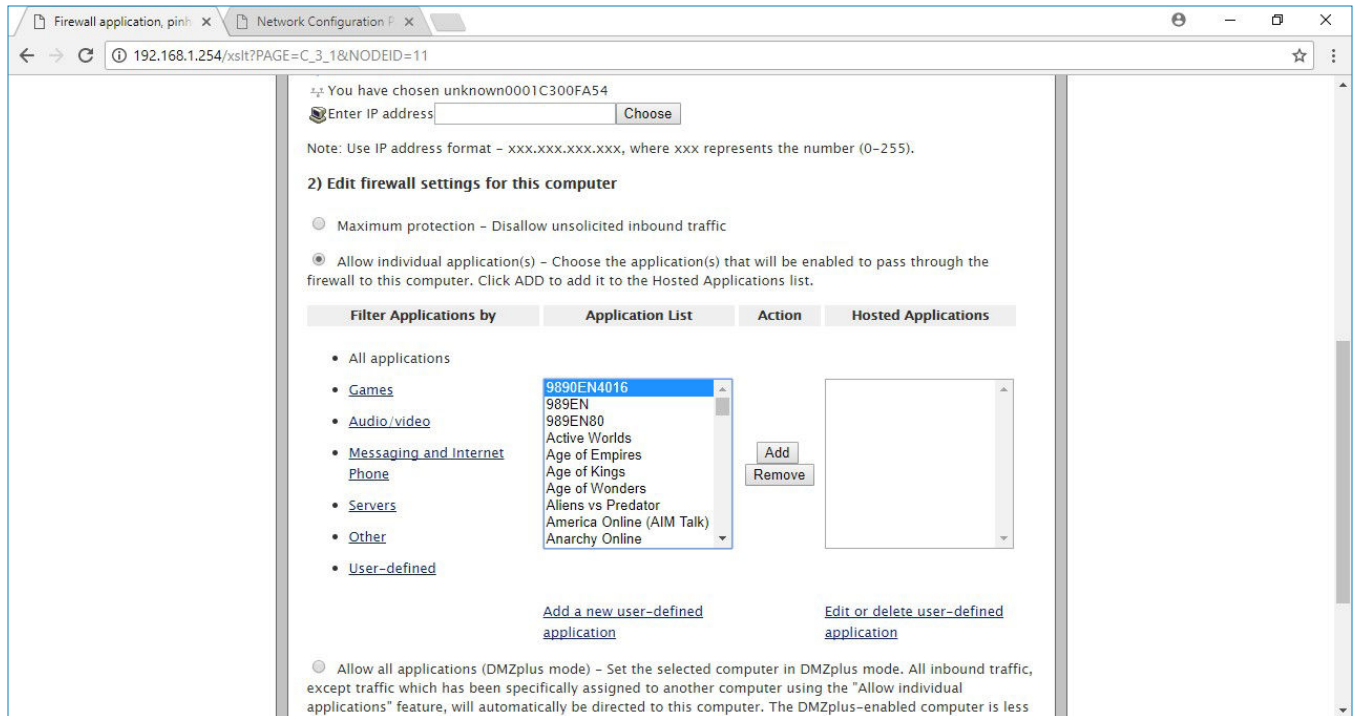 Firewall application, pinh
Network Configuration P
192.168.1.254/xslt?PAGE=C_3_1&NODEID=11
You have chosen unknown0001C300FA54
Enter IP address Choose
Note: Use IP address format – xxx.xxx.xxx.xxx, where xxx represents the number (0–255).
2) Edit firewall settings for this computer
Maximum protection – Disallow unsolicited inbound traffic
Allow individual application(s) – Choose the application(s) that will be enabled to pass through the
firewall to this computer. Click ADD to add it to the Hosted Applications list.
Filter Applications by Application List Action Hosted Applications
All applications
Games
Audio/video
Messaging and Internet
Phone
Servers
Other
User-defined
9890EN4016
989EN
989EN80
Active Worlds
Age of Empires
Age of Kings
Age of Wonders
Aliens vs Predator
America Online (AIM Talk)
Anarchy Online
Add
Remove
Add a new user-defined
application
Edit or delete user-defined
application
Allow all applications (DMZplus mode) – Set the selected computer in DMZplus mode. All inbound traffic,
except traffic which has been specifically assigned to another computer using the "Allow individual
applications" feature, will automatically be directed to this computer. The DMZplus-enabled computer is less